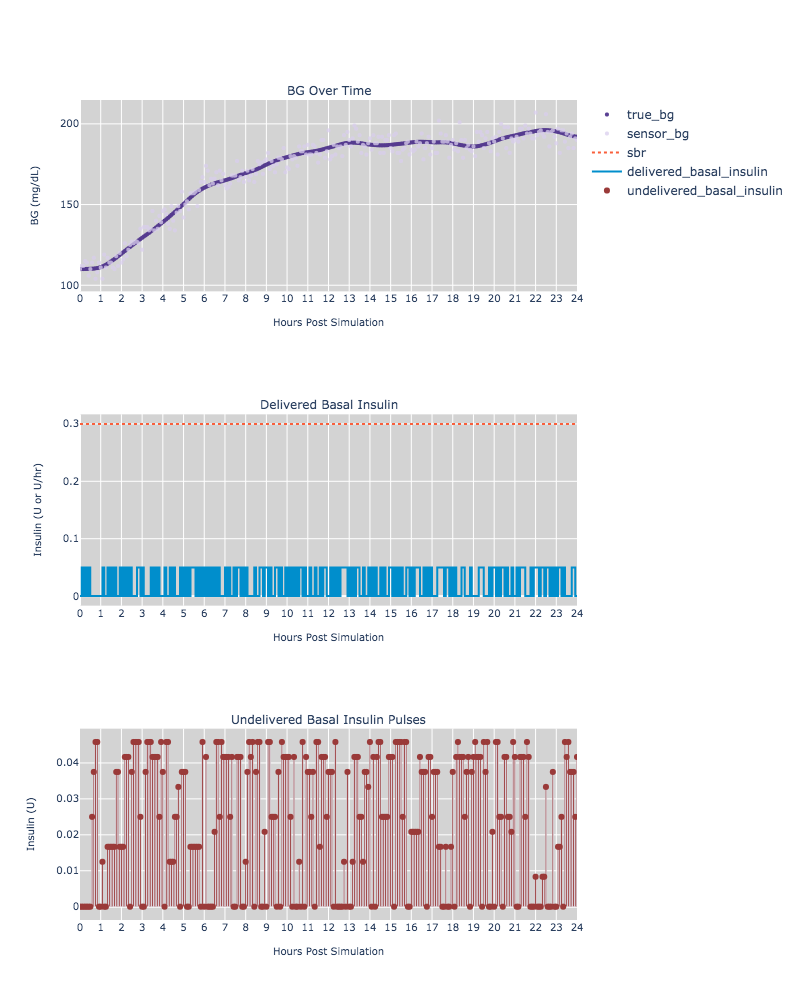 BG Over Time
200
150
100
BG (mg/dL)
0 1 2 3 4 5 6 7 8 9 10 11 12 13 14 15 16 17 18 19 20 21 22 23 24
Hours Post Simulation
true_bg
sensor_bg
sbr
delivered_basal_insulin
undelivered_basal_insulin
Delivered Basal Insulin
0.3
0.2
0.1
0
Insulin (U or U/hr)
0 1 2 3 4 5 6 7 8 9 10 11 12 13 14 15 16 17 18 19 20 21 22 23 24
Hours Post Simulation
Undelivered Basal Insulin Pulses
0.04
0.03
0.02
0.01
0
Insulin (U)
0 1 2 3 4 5 6 7 8 9 10 11 12 13 14 15 16 17 18 19 20 21 22 23 24
Hours Post Simulation